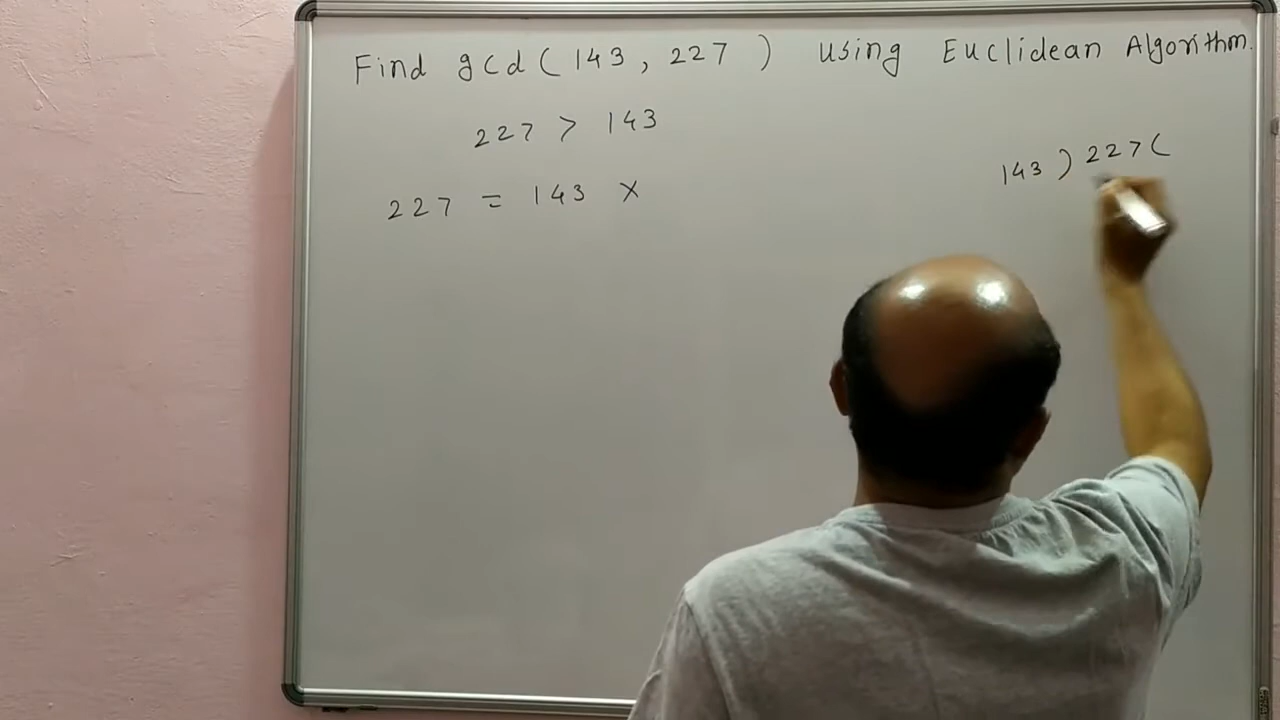 Find gcd ( 143 , 227 ) using Euclidean Algorithm.
227 > 143
227 = 143 ×
143 ) 227 (